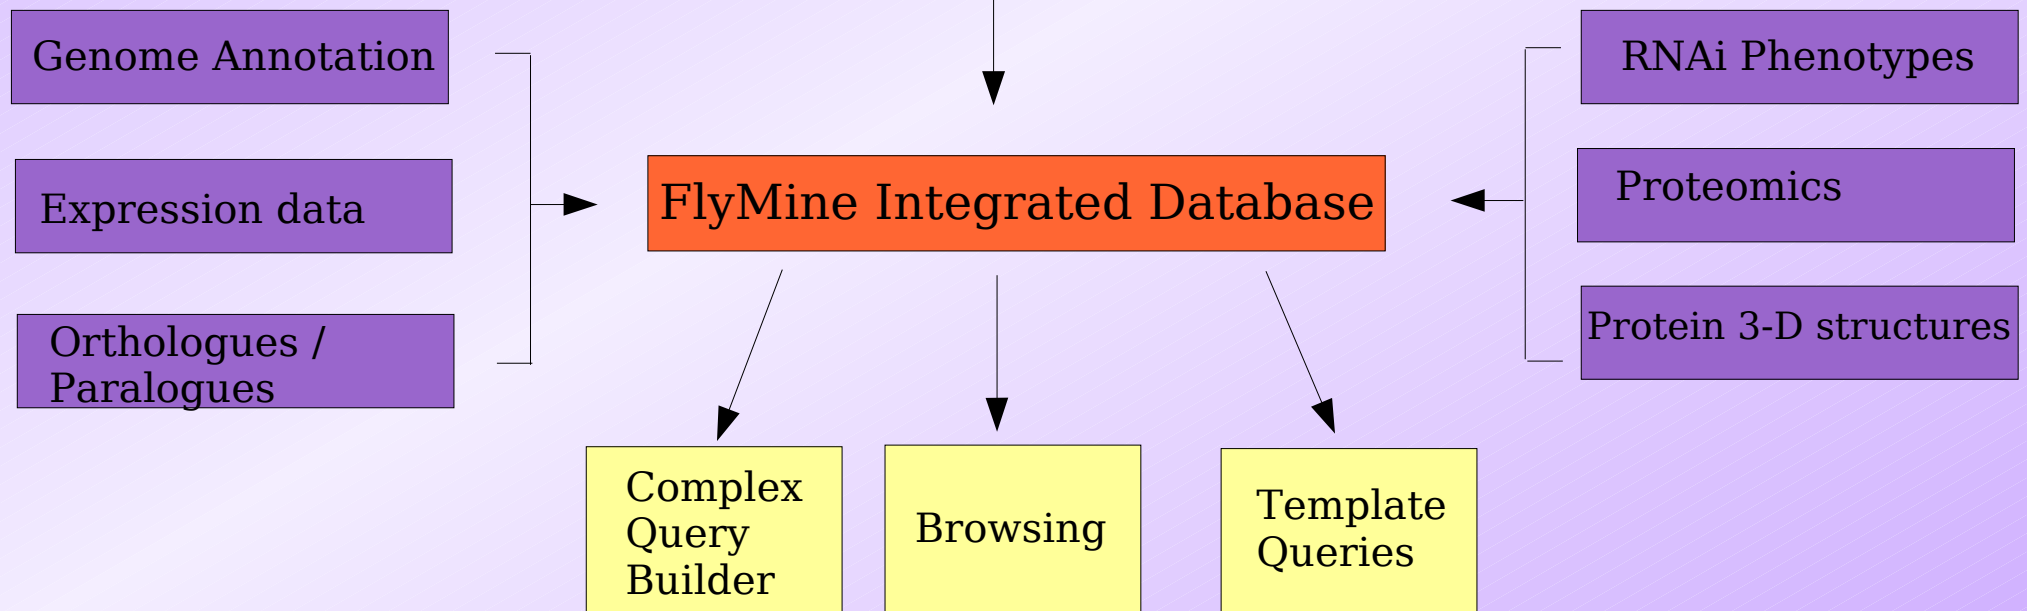 Genome Annotation
RNAi Phenotypes
Expression data
FlyMine Integrated Database
Proteomics
Orthologues /
Paralogues
Protein 3-D structures
Complex
Query
Builder
Browsing
Template
Queries